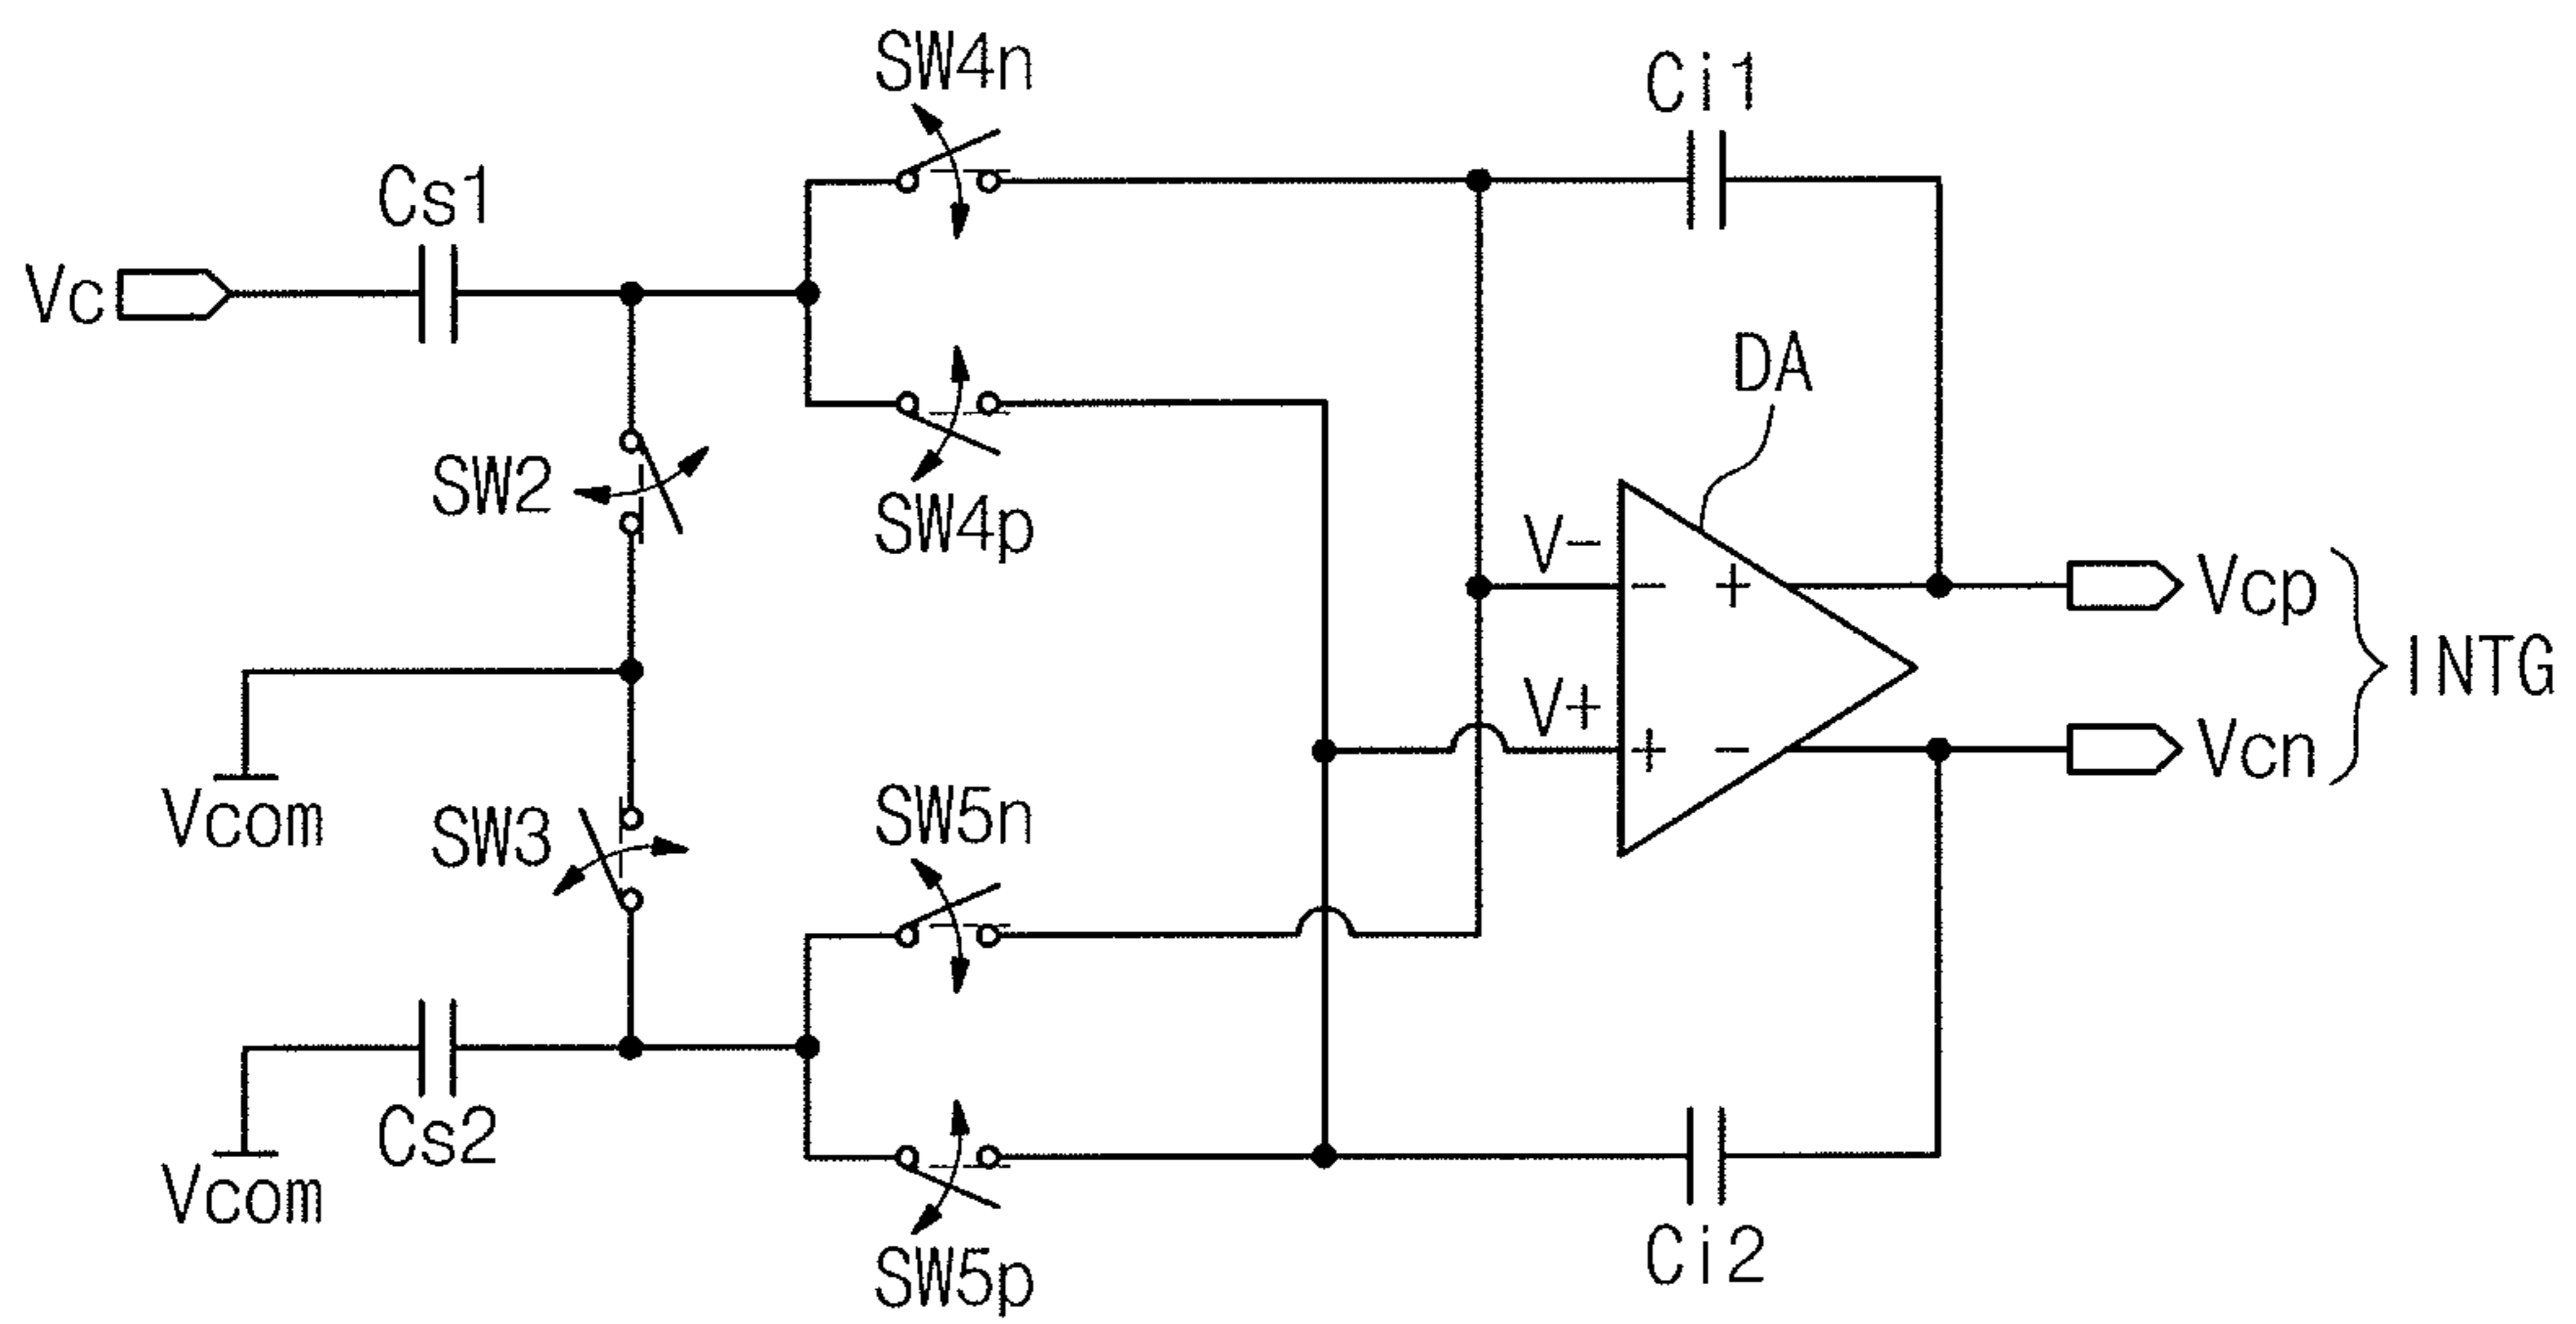 SW4n
Ci1
Cs1
Vc
DA
SW4p
SW2
V-
- +
Vcp
INTG
V+
+ -
Vcn
Vcom
SW3
SW5n
Cs2
Vcom
SW5p
Ci2